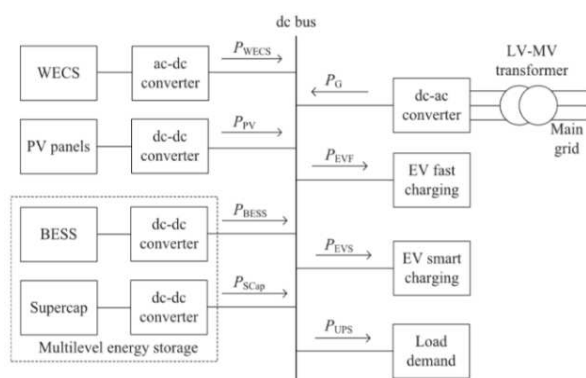 dc bus
WECS
ac-dc
converter
P_WECS
PV panels
dc-dc
converter
P_PV
BESS
dc-dc
converter
P_BESS
Supercap
dc-dc
converter
P_SCap
Multilevel energy storage
P_G
dc-ac
converter
LV-MV
transformer
Main
grid
P_EVF
EV fast
charging
P_EVS
EV smart
charging
P_UPS
Load
demand